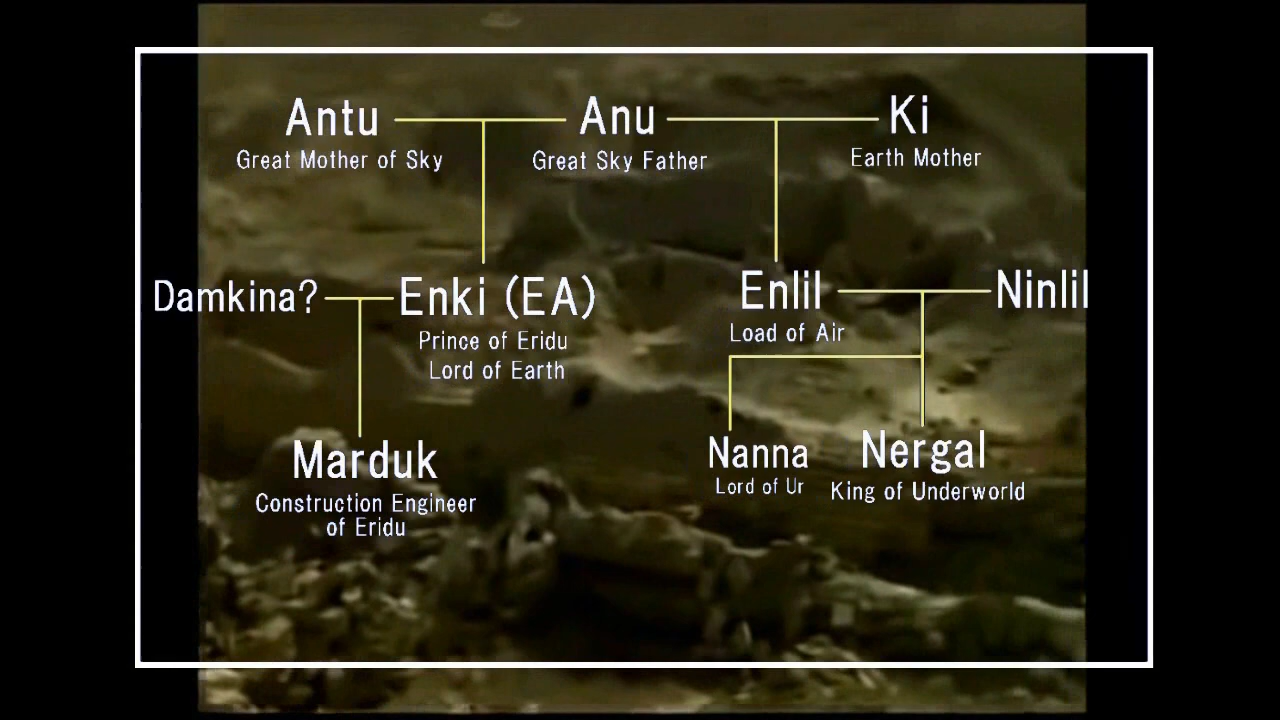 Antu
Great Mother of Sky
Anu
Great Sky Father
Ki
Earth Mother
Damkina?
Enki (EA)
Prince of Eridu
Lord of Earth
Enlil
Load of Air
Ninlil
Marduk
Construction Engineer
of Eridu
Nanna
Lord of Ur
Nergal
King of Underworld